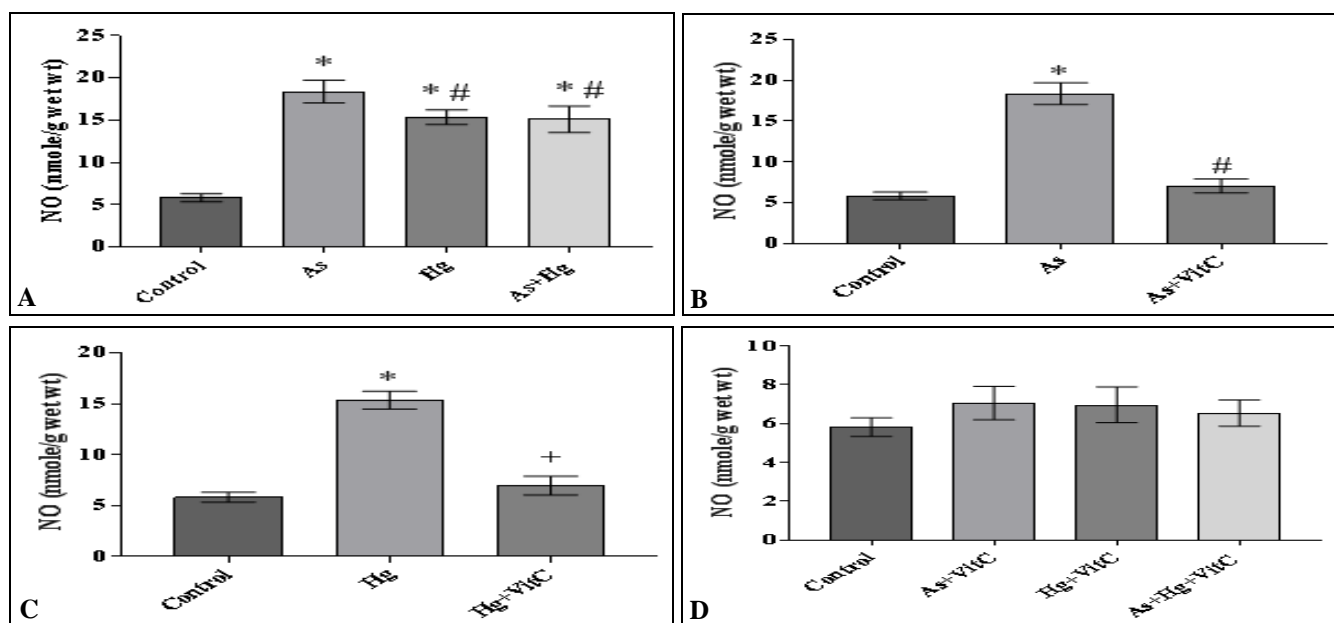 NO (nmole/g wet wt)
25
20
15
10
5
0
*
* #
* #
Control
As
Hg
As+Hg
A
NO (nmole/g wet wt)
25
20
15
10
5
0
*
#
Control
As
As+VitC
B
NO (nmole/g wet wt)
20
15
10
5
0
*
+
Control
Hg
Hg+VitC
C
NO (nmole/g wet wt)
10
8
6
4
2
0
Control
As+VitC
Hg+VitC
As+Hg+VitC
D